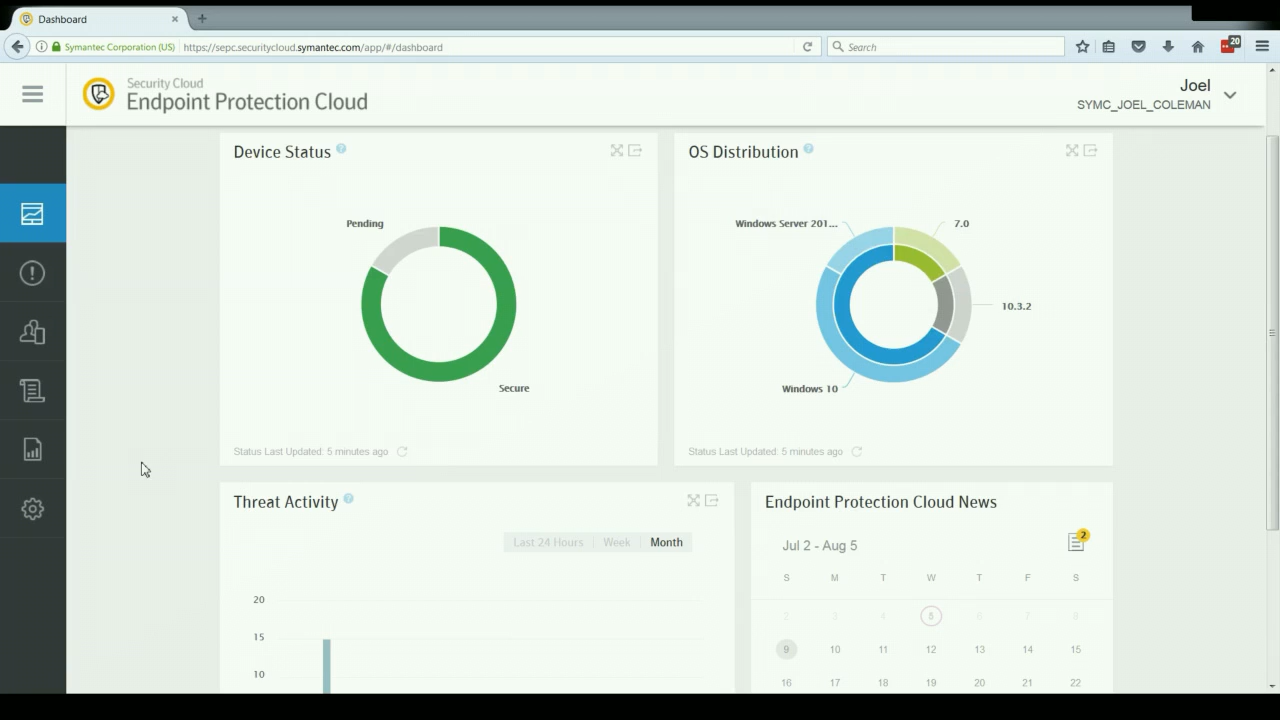 Dashboard
Symantec Corporation (US)
https://sepc.securitycloud.symantec.com/app/#/dashboard
Search
20
Security Cloud
Endpoint Protection Cloud
Joel
SYMC_JOEL_COLEMAN
Device Status
?
Pending
Secure
Status Last Updated: 5 minutes ago
OS Distribution
?
Windows Server 201...
7.0
10.3.2
Windows 10
Status Last Updated: 5 minutes ago
Threat Activity
?
Last 24 Hours Week Month
20
15
10
Endpoint Protection Cloud News
Jul 2 - Aug 5
2
S M T W T F S
2 3 4 5 6 7 8
9 10 11 12 13 14 15
16 17 18 19 20 21 22